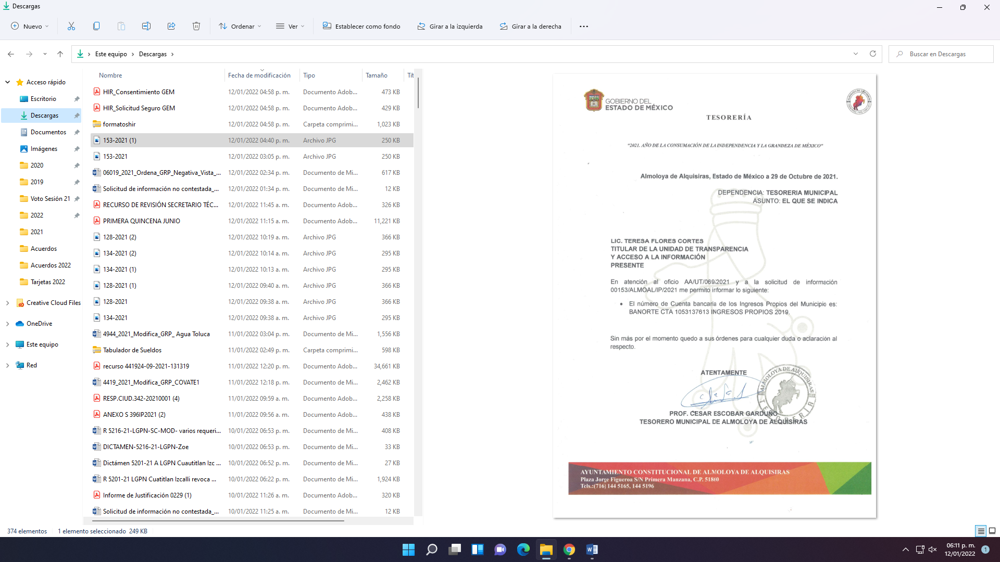 Descargas
Nuevo
Ordenar
Ver
Establecer como fondo
Girar a la izquierda
Girar a la derecha
Este equipo
Descargas
Buscar en Descargas
Acceso rápido
Escritorio
Descargas
Documentos
Imágenes
2020
2019
Voto Sesión 21
2022
2021
Acuerdos
Acuerdos 2022
Tarjetas 2022
Creative Cloud Files
OneDrive
Este equipo
Red
Nombre Fecha de modificación Tipo Tamaño Tít
HIR_Consentimiento GEM 12/01/2022 04:58 p. m. Documento Adob... 473 KB
HIR_Solicitud Seguro GEM 12/01/2022 04:58 p. m. Documento Adob... 429 KB
formatoshir 12/01/2022 04:58 p. m. Carpeta comprimi... 1,023 KB
153-2021 (1) 12/01/2022 04:40 p. m. Archivo JPG 250 KB
153-2021 12/01/2022 03:05 p. m. Archivo JPG 250 KB
06019_2021_Ordena_GRP_Negativa_Vista_... 12/01/2022 02:34 p. m. Documento de Mi... 617 KB
Solicitud de información no contestada_... 12/01/2022 01:34 p. m. Documento de Mi... 12 KB
RECURSO DE REVISIÓN SECRETARIO TÉC... 12/01/2022 11:45 a. m. Documento Adob... 326 KB
PRIMERA QUINCENA JUNIO 12/01/2022 11:15 a. m. Documento Adob... 11,221 KB
128-2021 (2) 12/01/2022 10:19 a. m. Archivo JPG 366 KB
134-2021 (2) 12/01/2022 10:14 a. m. Archivo JPG 295 KB
134-2021 (1) 12/01/2022 10:13 a. m. Archivo JPG 295 KB
128-2021 (1) 12/01/2022 09:40 a. m. Archivo JPG 366 KB
128-2021 12/01/2022 09:38 a. m. Archivo JPG 366 KB
134-2021 12/01/2022 09:38 a. m. Archivo JPG 295 KB
4944_2021_Modifica_GRP_ Agua Toluca 11/01/2022 03:04 p. m. Documento de Mi... 1,556 KB
Tabulador de Sueldos 11/01/2022 02:49 p. m. Carpeta comprimi... 598 KB
recurso 441924-09-2021-131319 11/01/2022 12:20 p. m. Documento Adob... 34,661 KB
4419_2021_Modifica_GRP_COVATE1 11/01/2022 12:18 p. m. Documento de Mi... 2,462 KB
RESP.CIUD.342-20210001 (4) 11/01/2022 09:59 a. m. Documento Adob... 2,258 KB
ANEXO S 396IP2021 (2) 11/01/2022 09:56 a. m. Documento Adob... 438 KB
R 5216-21-LGPN-SC-MOD- varios requeri... 10/01/2022 06:53 p. m. Documento de Mi... 408 KB
DICTAMEN-5216-21-LGPN-Zoe 10/01/2022 06:53 p. m. Documento de Mi... 33 KB
Dictámen 5201-21 A LGPN Cuautitlan Izc ... 10/01/2022 06:52 p. m. Documento de Mi... 27 KB
R 5201-21 LGPN Cuatitlan Izcalli revoca ... 10/01/2022 06:22 p. m. Documento de Mi... 1,924 KB
Informe de Justificación 0229 (1) 10/01/2022 11:26 a. m. Documento Adob... 320 KB
Solicitud de información no contestada_... 10/01/2022 11:25 a. m. Documento de Mi... 12 KB
GOBIERNO DEL
ESTADO DE MÉXICO
ALMOLOYA DE ALQUISIRAS
TESORERÍA
"2021. AÑO DE LA CONSUMACIÓN DE LA INDEPENDENCIA Y LA GRANDEZA DE MÉXICO"
Almoloya de Alquisiras, Estado de México a 29 de Octubre de 2021.
DEPENDENCIA: TESORERIA MUNICIPAL
ASUNTO: EL QUE SE INDICA
LIC. TERESA FLORES CORTES
TITULAR DE LA UNIDAD DE TRANSPARENCIA
Y ACCESO A LA INFORMACIÓN
PRESENTE
En atención al oficio AA/UT/069/2021 y a la solicitud de información
00153/ALMOAL/IP/2021 me permito informar lo siguiente:
• El número de Cuenta bancaria de los Ingresos Propios del Municipio es:
BANORTE CTA 1053137613 INGRESOS PROPIOS 2019.
Sin más por el momento quedo a sus órdenes para cualquier duda o aclaración al
respecto.
ATENTAMENTE
ALMOLOYA DE ALQUISIRAS
TESORERIA
PROF. CESAR ESCOBAR GARDUÑO
TESORERO MUNICIPAL DE ALMOLOYA DE ALQUISIRAS
AYUNTAMIENTO CONSTITUCIONAL DE ALMOLOYA DE ALQUISIRAS
Plaza Jorge Figueroa S/N Primera Manzana, C.P. 51860
Tels.:(716) 144 5165, 144 5196
374 elementos 1 elemento seleccionado 249 KB
06:11 p. m.
12/01/2022
1